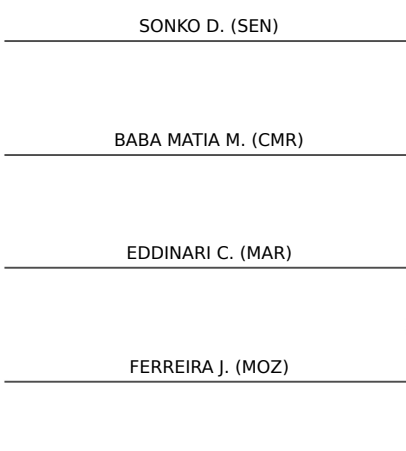 SONKO D. (SEN)
BABA MATIA M. (CMR)
EDDINARI C. (MAR)
FERREIRA J. (MOZ)